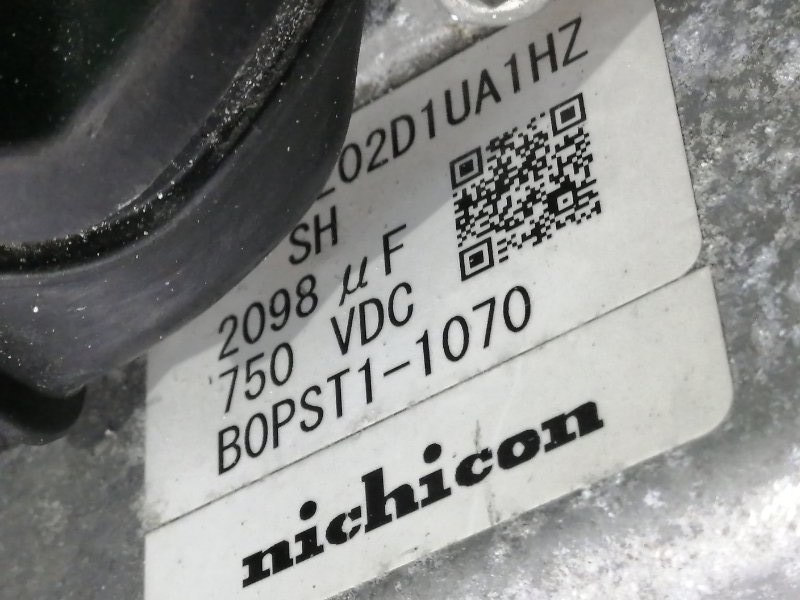 02D1UA1HZ
SH
2098 μF
750 VDC
B0PST1-1070
nichicon